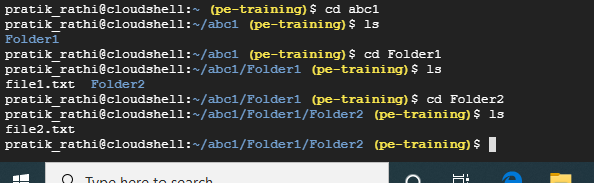 pratik_rathi@cloudshell:~ (pe-training)$ cd abc1
pratik_rathi@cloudshell:~/abc1 (pe-training)$ ls
Folder1
pratik_rathi@cloudshell:~/abc1 (pe-training)$ cd Folder1
pratik_rathi@cloudshell:~/abc1/Folder1 (pe-training)$ ls
file1.txt  Folder2
pratik_rathi@cloudshell:~/abc1/Folder1 (pe-training)$ cd Folder2
pratik_rathi@cloudshell:~/abc1/Folder1/Folder2 (pe-training)$ ls
file2.txt
pratik_rathi@cloudshell:~/abc1/Folder1/Folder2 (pe-training)$
Type here to search